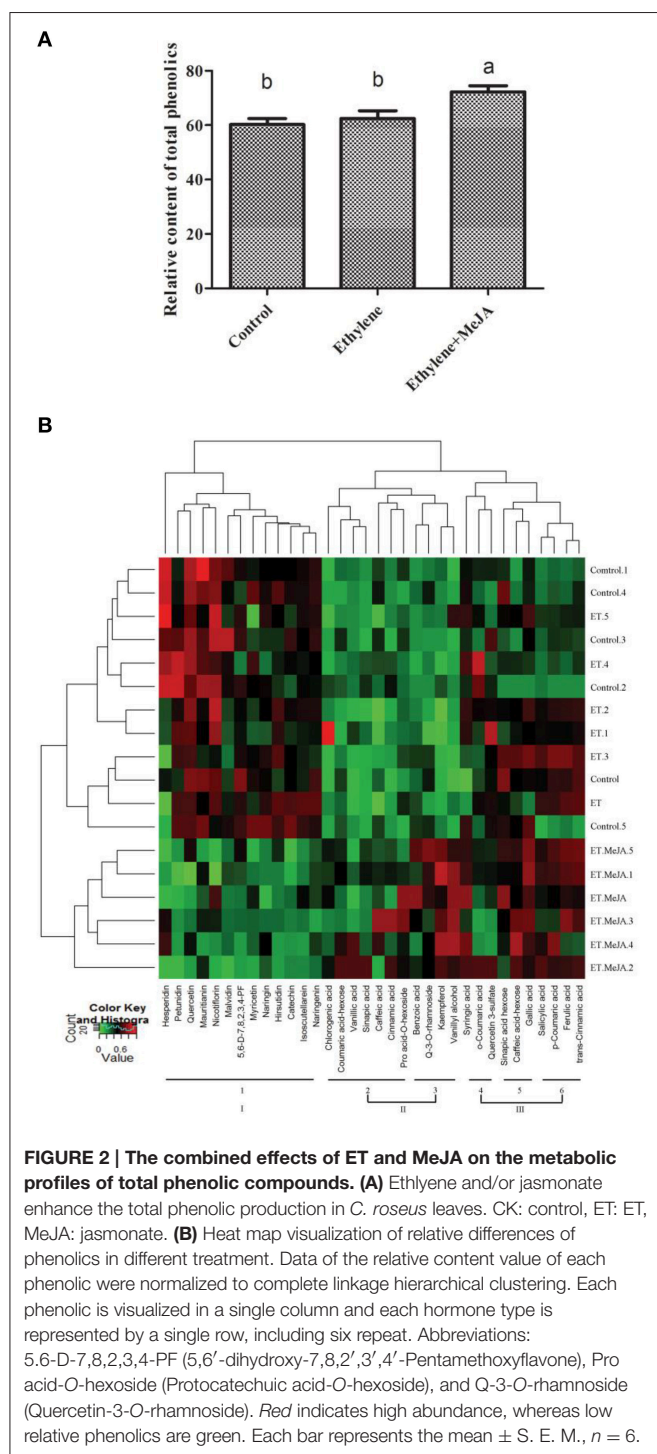 A
Relative content of total phenolics
80
60
40
20
0
b
b
a
Control
Ethylene
Ethylene+MeJA
B
Control.1
Control.4
ET.5
Control.3
ET.4
Control.2
ET.2
ET.1
ET.3
Control
ET
Control.5
ET.MeJA.5
ET.MeJA.1
ET.MeJA
ET.MeJA.3
ET.MeJA.4
ET.MeJA.2
Hesperidin
Petunidin
Quercetin
Mauritianin
Nicotiflorin
Malvidin
5,6-D-7,8,2,3,4-PF
Myricetin
Naringin
Hirsutidin
Catechin
Isoscutellarein
Naringenin
Chlorogenic acid
Coumaric acid-hexose
Vanillic acid
Sinapic acid
Caffeic acid
Cinnamic acid
Pro acid-O-hexoside
Benzoic acid
Q-3-O-rhamnoside
Kaempferol
Vanillyl alcohol
Syringic acid
o-Coumaric acid
Quercetin 3-sulfate
Sinapic acid hexose
Caffeic acid-hexose
Gallic acid
Salicylic acid
p-Coumaric acid
Ferulic acid
trans-Cinnamic acid
Color Key
and Histogra
Count
0 20
0 0.6
Value
1 2 3 4 5 6
I II III
FIGURE 2 | The combined effects of ET and MeJA on the metabolic
profiles of total phenolic compounds. (A) Ethlyene and/or jasmonate
enhance the total phenolic production in C. roseus leaves. CK: control, ET: ET,
MeJA: jasmonate. (B) Heat map visualization of relative differences of
phenolics in different treatment. Data of the relative content value of each
phenolic were normalized to complete linkage hierarchical clustering. Each
phenolic is visualized in a single column and each hormone type is
represented by a single row, including six repeat. Abbreviations:
5.6-D-7,8,2,3,4-PF (5,6′-dihydroxy-7,8,2′,3′,4′-Pentamethoxyflavone), Pro
acid-O-hexoside (Protocatechuic acid-O-hexoside), and Q-3-O-rhamnoside
(Quercetin-3-O-rhamnoside). Red indicates high abundance, whereas low
relative phenolics are green. Each bar represents the mean ± S. E. M., n = 6.